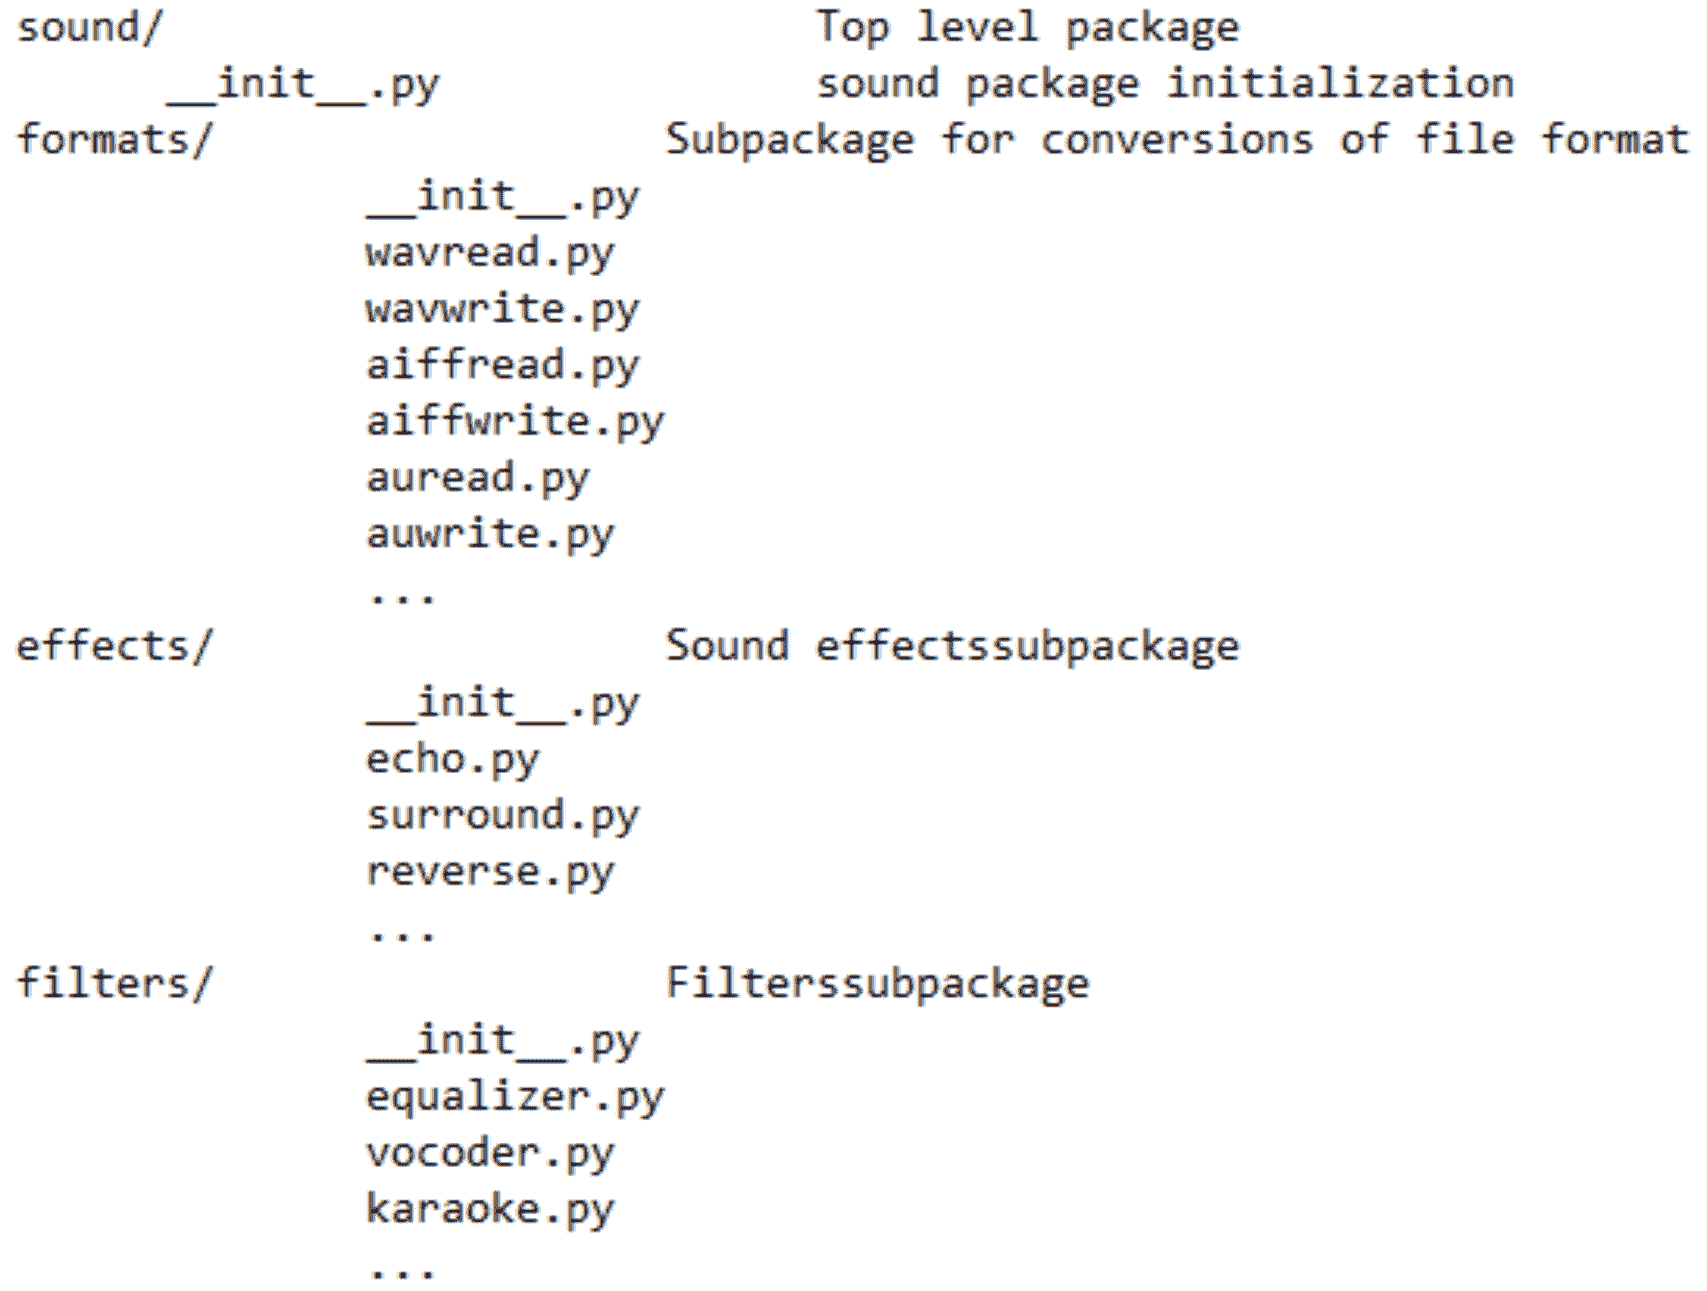 sound/                          Top level package
      __init__.py               sound package initialization
formats/                  Subpackage for conversions of file format
              __init__.py
              wavread.py
              wavwrite.py
              aiffread.py
              aiffwrite.py
              auread.py
              auwrite.py
              ...
effects/                  Sound effectssubpackage
              __init__.py
              echo.py
              surround.py
              reverse.py
              ...
filters/                  Filterssubpackage
              __init__.py
              equalizer.py
              vocoder.py
              karaoke.py
              ...